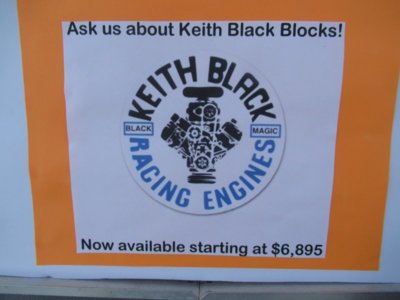 Ask us about Keith Black Blocks!
KEITH BLACK
BLACK
MAGIC
RACING ENGINES
Now available starting at $6,895